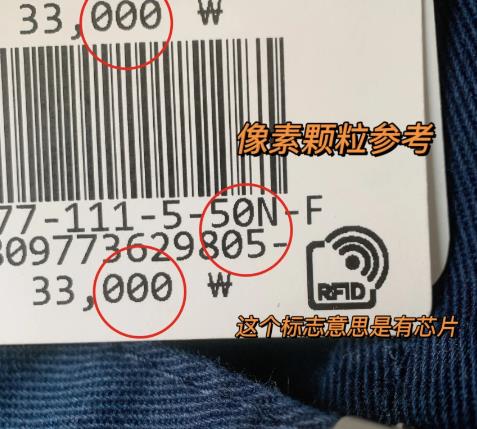 33,000 ₩
像素颗粒参考
77-111-5-50N-F
809773629805-
33,000 ₩
RFID
这个标志意思是有芯片